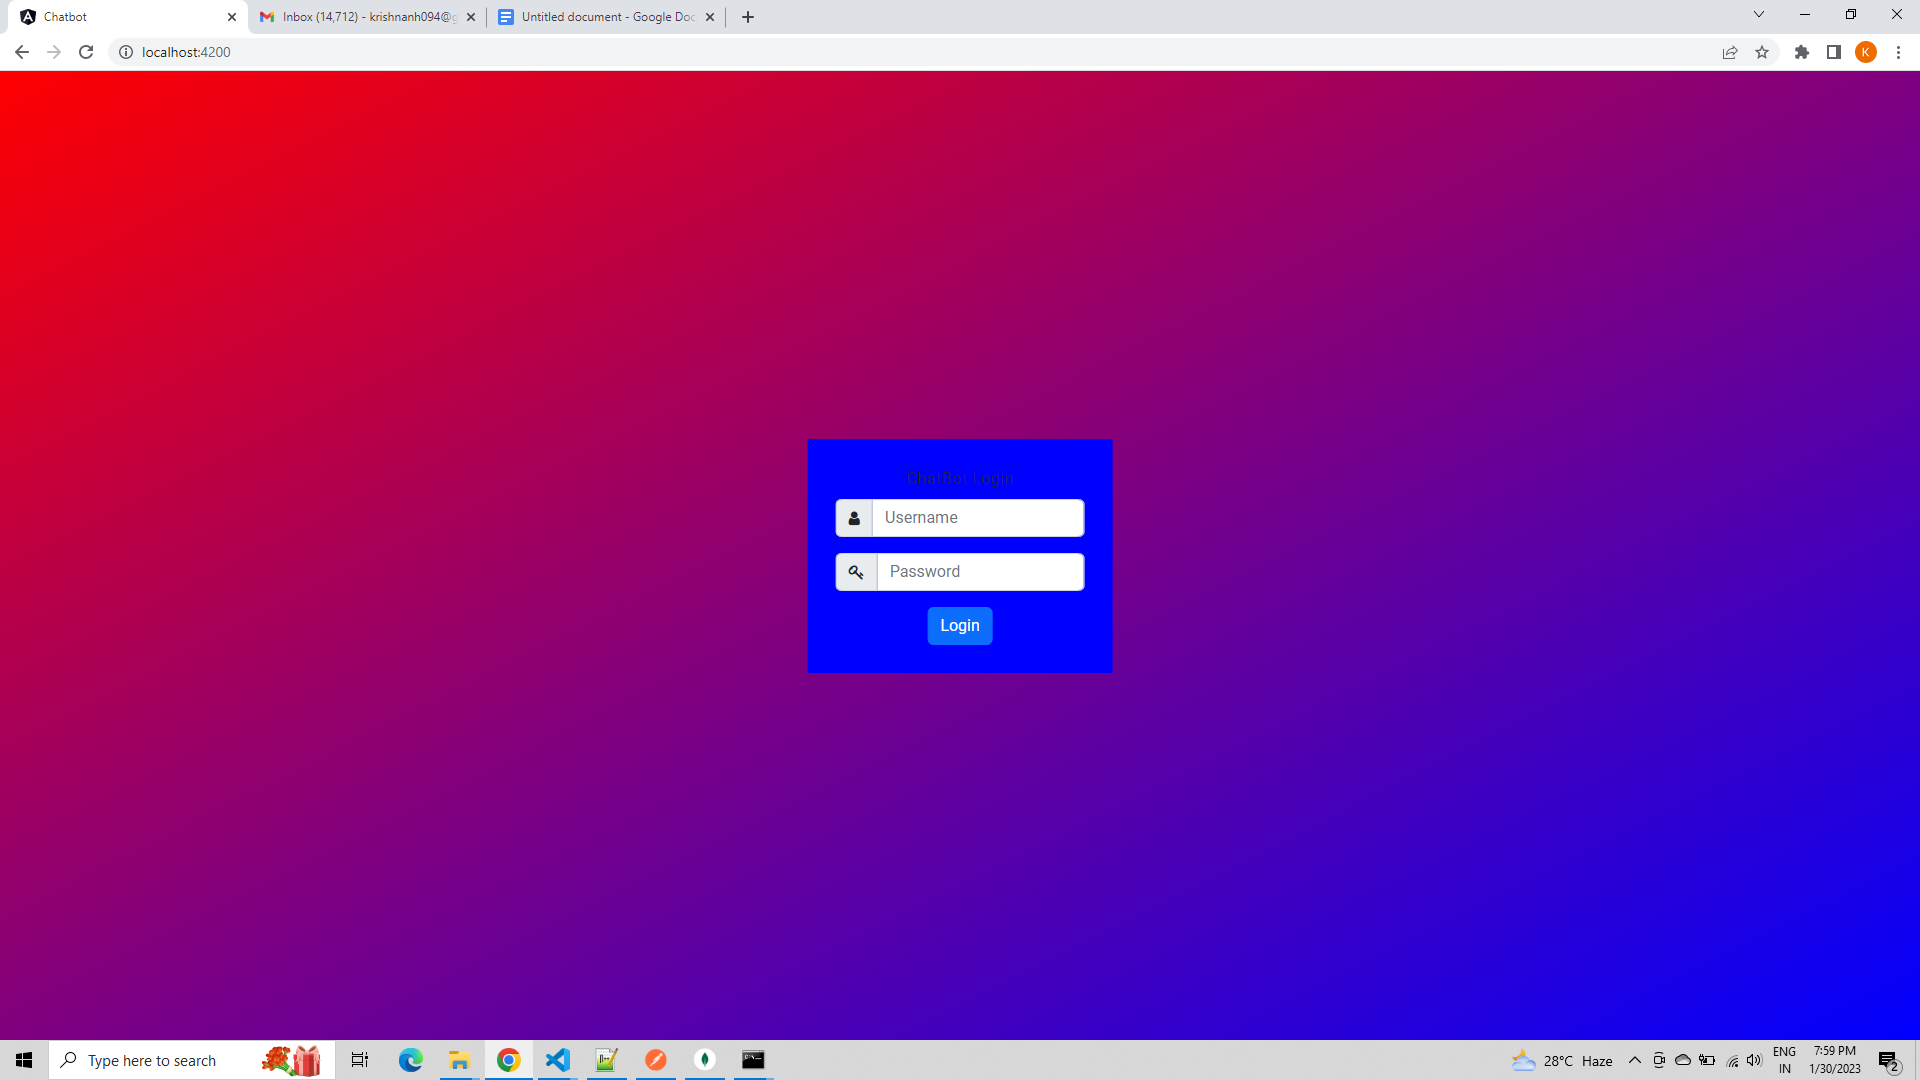 Chatbot
Inbox (14,712) - krishnanh094@g
Untitled document - Google Doc
localhost:4200
K
ChatBot Login
Username
Password
Login
Type here to search
28°C Haze
ENG
IN
7:59 PM
1/30/2023
2